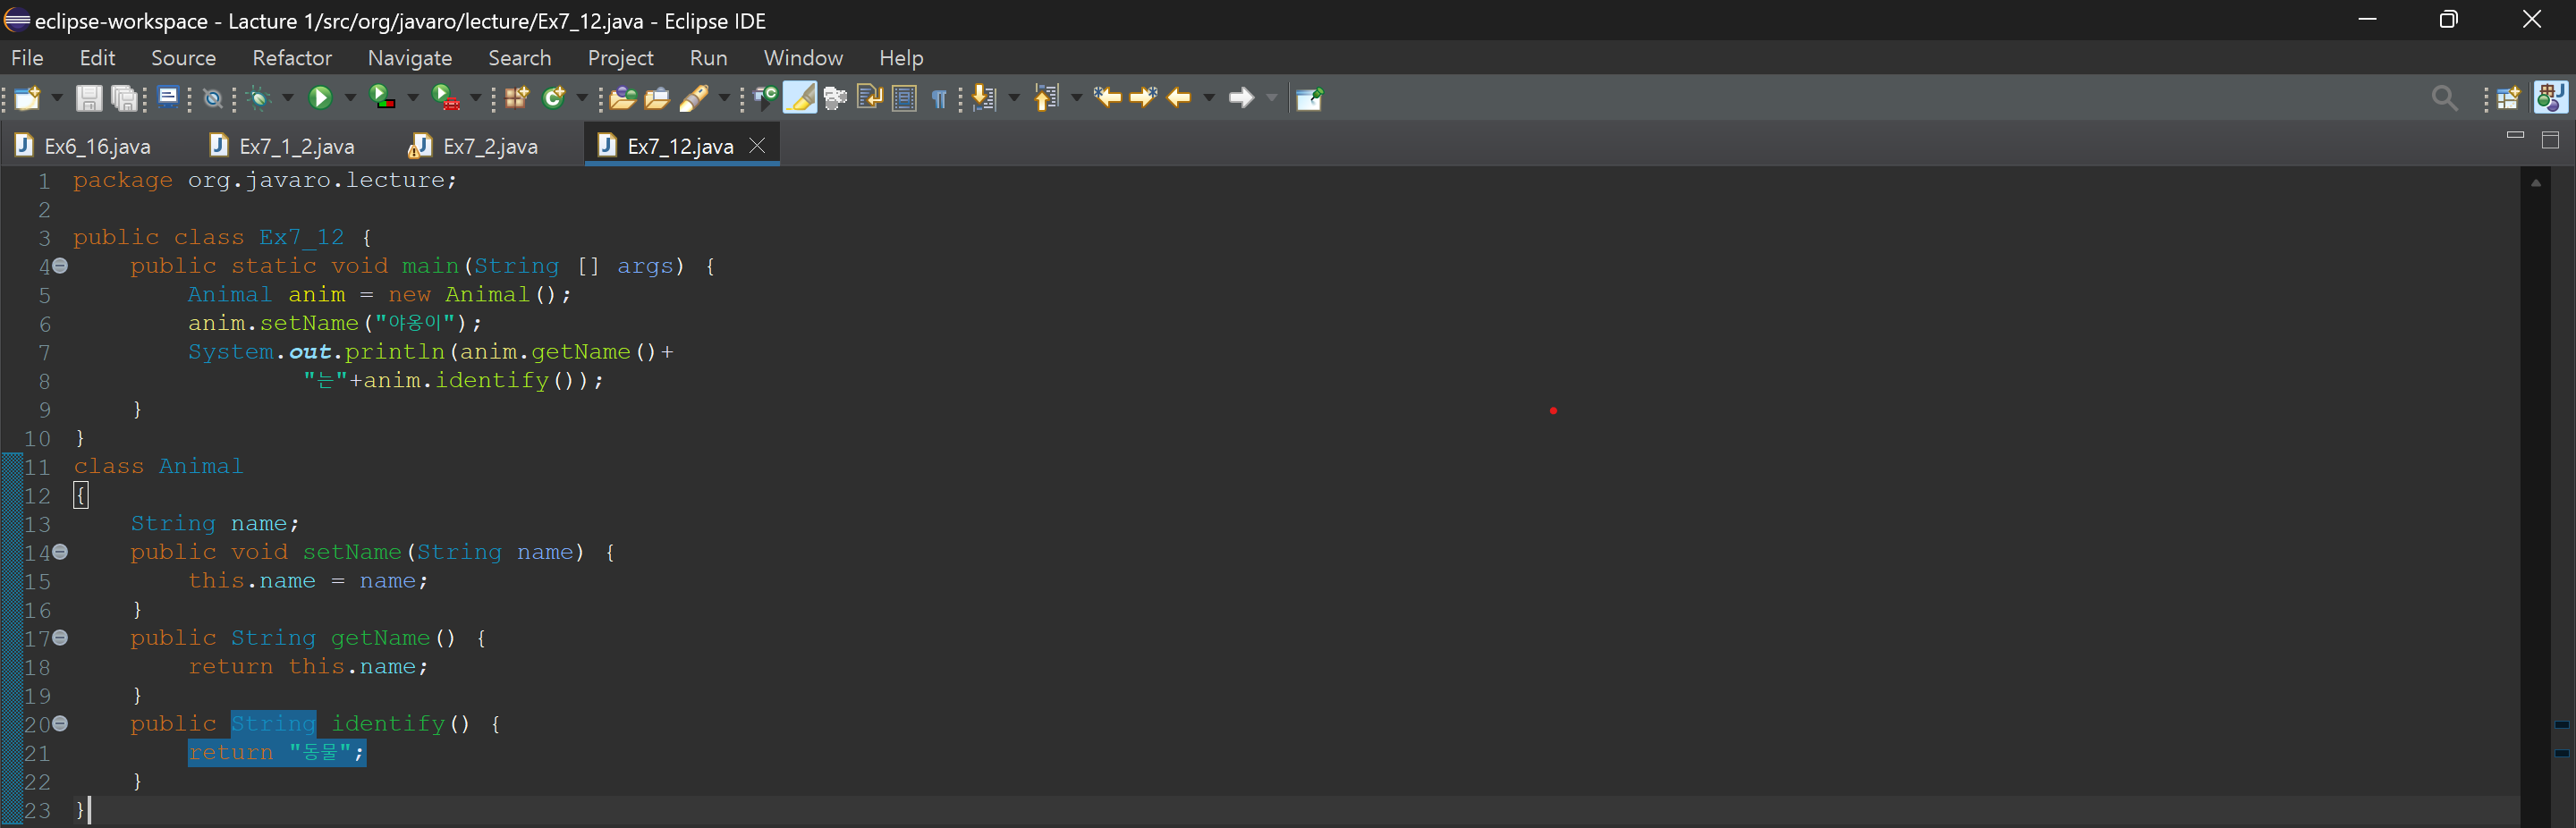 eclipse-workspace - Lacture 1/src/org/javaro/lecture/Ex7_12.java - Eclipse IDE
File Edit Source Refactor Navigate Search Project Run Window Help
Ex6_16.java Ex7_1_2.java Ex7_2.java Ex7_12.java
1 package org.javaro.lecture;
2
3 public class Ex7_12 {
4 public static void main(String [] args) {
5 Animal anim = new Animal();
6 anim.setName("야옹이");
7 System.out.println(anim.getName()+
8 "는"+anim.identify());
9 }
10 }
11 class Animal
12 {
13 String name;
14 public void setName(String name) {
15 this.name = name;
16 }
17 public String getName() {
18 return this.name;
19 }
20 public String identify() {
21 return "동물";
22 }
23 }